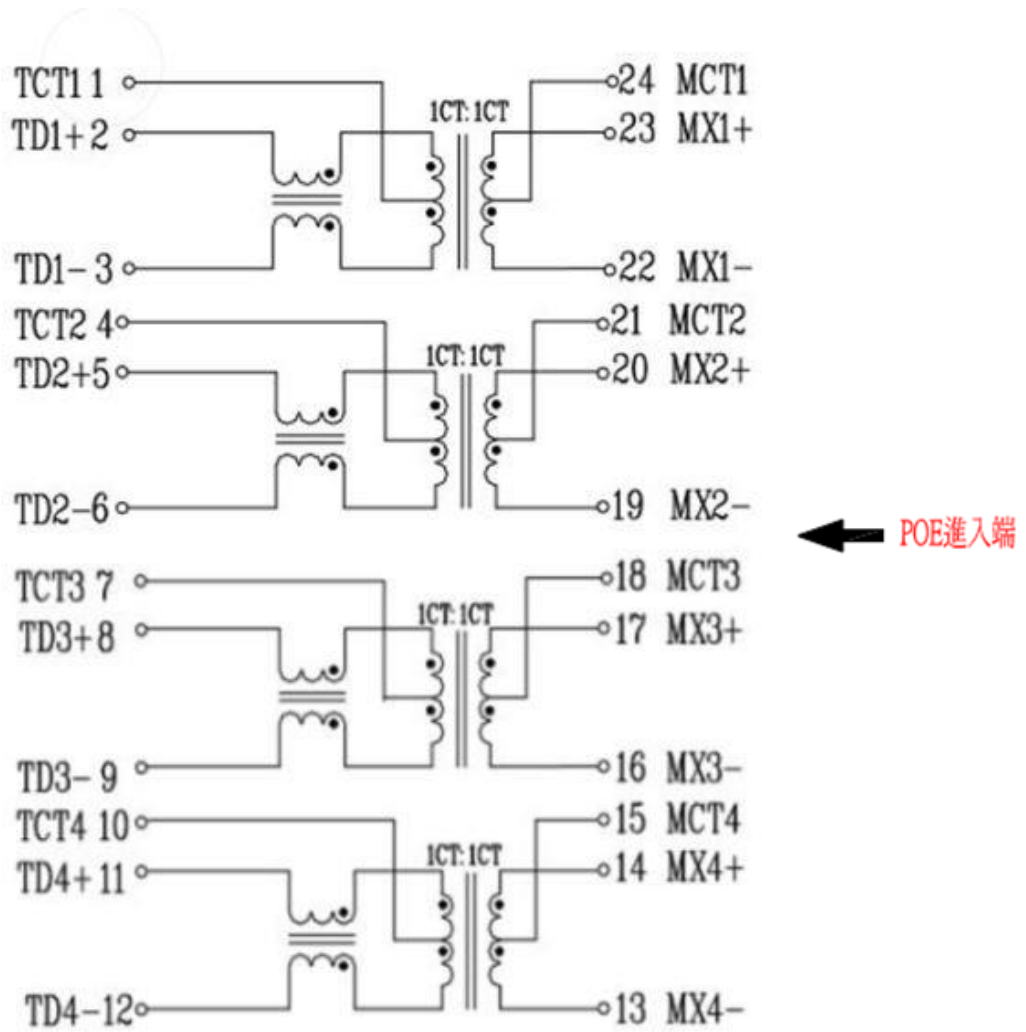 TCT1 1
24 MCT1
1CT:1CT
TD1+2
23 MX1+
TD1-3
22 MX1-
TCT2 4
21 MCT2
1CT:1CT
TD2+5
20 MX2+
TD2-6
19 MX2-
POE進入端
TCT3 7
18 MCT3
1CT:1CT
TD3+8
17 MX3+
TD3-9
16 MX3-
TCT4 10
15 MCT4
1CT:1CT
TD4+11
14 MX4+
TD4-12
13 MX4-